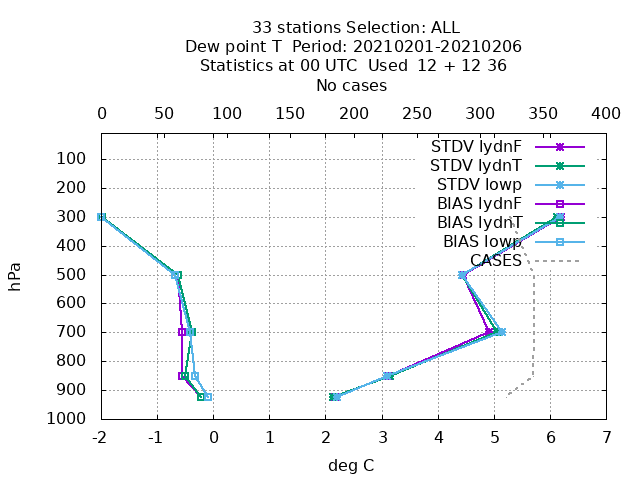 33 stations Selection: ALL
Dew point T  Period: 20210201-20210206
Statistics at 00 UTC  Used  12 + 12 36
No cases
0 50 100 150 200 250 300 350 400
STDV lydnF
STDV lydnT
STDV lowp
BIAS lydnF
BIAS lydnT
BIAS lowp
CASES
100
200
300
400
500
600
700
800
900
1000
hPa
-2 -1 0 1 2 3 4 5 6 7
deg C